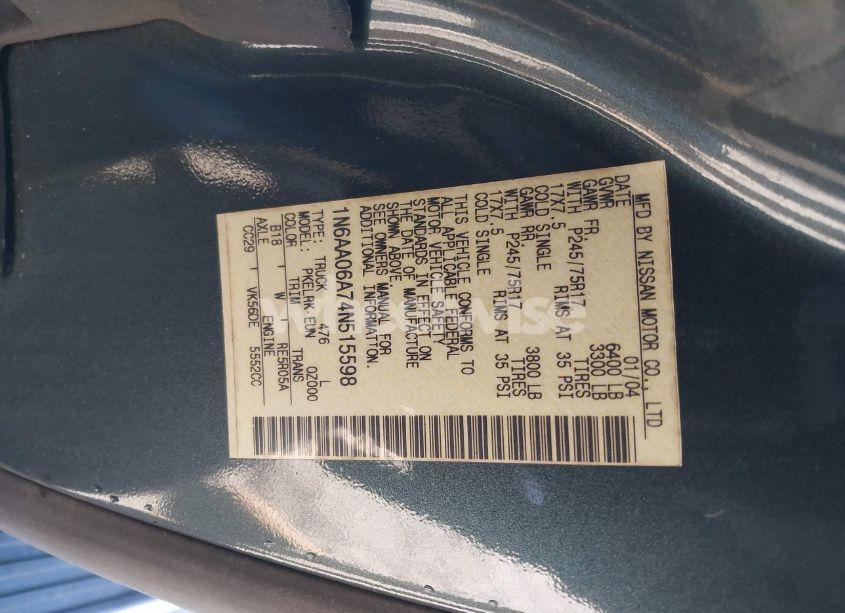 MFD BY NISSAN MOTOR CO., LTD
DATE 01/04
GVWR 6400 LB
GAWR FR. 3300 LB
WITH P245/75R17 TIRES
17X7.5 RIMS AT 35 PSI
COLD SINGLE
GAWR RR 3800 LB
WITH P245/75R17 TIRES
17X7.5 RIMS AT 35 PSI
COLD SINGLE
THIS VEHICLE CONFORMS TO
ALL APPLICABLE FEDERAL
MOTOR VEHICLE SAFETY
STANDARDS IN EFFECT ON
THE DATE OF MANUFACTURE
SHOWN ABOVE.
SEE OWNERS MANUAL FOR
ADDITIONAL INFORMATION.
1N6AA06A74N515598
TYPE: TRUCK 476 L
MODEL: PKELRK EUN QZ000
COLOR TRIM TRANS
B18 W RE5R05A
AXLE ENGINE
CC29 VK56DE 5552CC